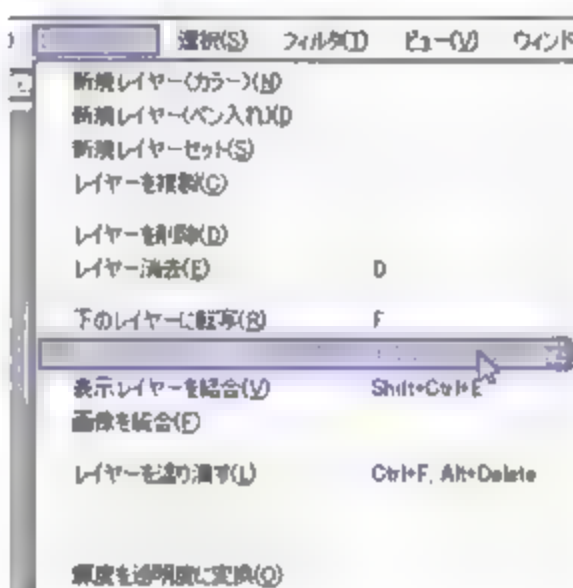 選択(S) フィルタ(T) ビュー(V) ウィンド
新規レイヤー(カラー)(N)
新規レイヤー(ペン入れ)(I)
新規レイヤーセット(S)
レイヤーを複製(C)
レイヤーを削除(D)
レイヤー消去(E) D
下のレイヤーに転写(R) F
表示レイヤーを結合(V) Shift+Ctrl+E
画像を統合(F)
レイヤーを塗り潰す(L) Ctrl+F, Alt+Delete
輝度を透明度に変換(O)